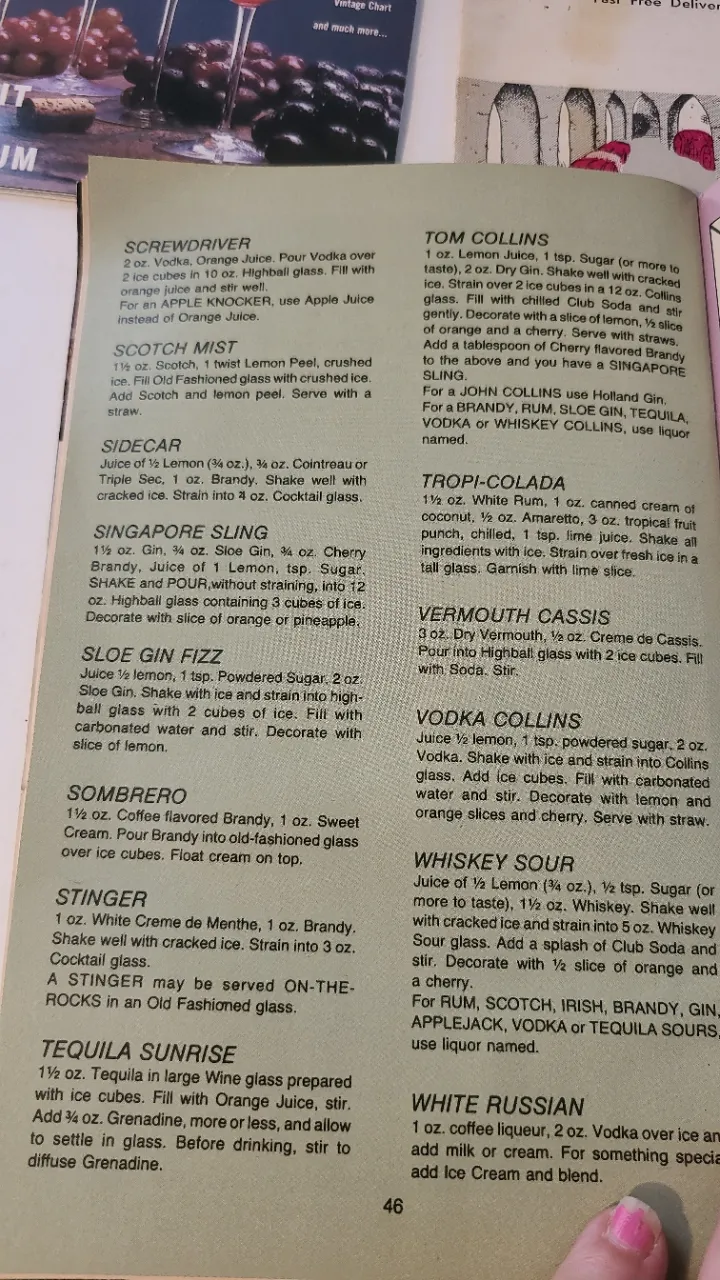 Vintage Chart
and much more...
IT
UM
Fast Free Deliver
SCREWDRIVER
2 oz. Vodka, Orange Juice. Pour Vodka over
2 ice cubes in 10 oz. Highball glass. Fill with
orange juice and stir well.
For an APPLE KNOCKER, use Apple Juice
instead of Orange Juice.
SCOTCH MIST
1½ oz. Scotch, 1 twist Lemon Peel, crushed
ice. Fill Old Fashioned glass with crushed ice.
Add Scotch and lemon peel. Serve with a
straw.
SIDECAR
Juice of ½ Lemon (¾ oz.), ¾ oz. Cointreau or
Triple Sec, 1 oz. Brandy. Shake well with
cracked ice. Strain into 4 oz. Cocktail glass.
SINGAPORE SLING
1½ oz. Gin, ¾ oz. Sloe Gin, ¾ oz. Cherry
Brandy, Juice of 1 Lemon, tsp. Sugar.
SHAKE and POUR,without straining, into 12
oz. Highball glass containing 3 cubes of ice.
Decorate with slice of orange or pineapple.
SLOE GIN FIZZ
Juice ½ lemon, 1 tsp. Powdered Sugar, 2 oz.
Sloe Gin. Shake with ice and strain into high-
ball glass with 2 cubes of ice. Fill with
carbonated water and stir. Decorate with
slice of lemon.
SOMBRERO
1½ oz. Coffee flavored Brandy, 1 oz. Sweet
Cream. Pour Brandy into old-fashioned glass
over ice cubes. Float cream on top.
STINGER
1 oz. White Creme de Menthe, 1 oz. Brandy.
Shake well with cracked ice. Strain into 3 oz.
Cocktail glass.
A STINGER may be served ON-THE-
ROCKS in an Old Fashioned glass.
TEQUILA SUNRISE
1½ oz. Tequila in large Wine glass prepared
with ice cubes. Fill with Orange Juice, stir.
Add ¾ oz. Grenadine, more or less, and allow
to settle in glass. Before drinking, stir to
diffuse Grenadine.
TOM COLLINS
1 oz. Lemon Juice, 1 tsp. Sugar (or more to
taste), 2 oz. Dry Gin. Shake well with cracked
ice. Strain over 2 ice cubes in a 12 oz. Collins
glass. Fill with chilled Club Soda and stir
gently. Decorate with a slice of lemon, ½ slice
of orange and a cherry. Serve with straws.
Add a tablespoon of Cherry flavored Brandy
to the above and you have a SINGAPORE
SLING.
For a JOHN COLLINS use Holland Gin.
For a BRANDY, RUM, SLOE GIN, TEQUILA,
VODKA or WHISKEY COLLINS, use liquor
named.
TROPI-COLADA
1½ oz. White Rum, 1 oz. canned cream of
coconut, ½ oz. Amaretto, 3 oz. tropical fruit
punch, chilled, 1 tsp. lime juice. Shake all
ingredients with ice. Strain over fresh ice in a
tall glass. Garnish with lime slice.
VERMOUTH CASSIS
3 oz. Dry Vermouth, ½ oz. Creme de Cassis.
Pour into Highball glass with 2 ice cubes. Fill
with Soda. Stir.
VODKA COLLINS
Juice ½ lemon, 1 tsp. powdered sugar, 2 oz.
Vodka. Shake with ice and strain into Collins
glass. Add ice cubes. Fill with carbonated
water and stir. Decorate with lemon and
orange slices and cherry. Serve with straw.
WHISKEY SOUR
Juice of ½ Lemon (¾ oz.), ½ tsp. Sugar (or
more to taste), 1½ oz. Whiskey. Shake well
with cracked ice and strain into 5 oz. Whiskey
Sour glass. Add a splash of Club Soda and
stir. Decorate with ½ slice of orange and
a cherry.
For RUM, SCOTCH, IRISH, BRANDY, GIN,
APPLEJACK, VODKA or TEQUILA SOURS,
use liquor named.
WHITE RUSSIAN
1 oz. coffee liqueur, 2 oz. Vodka over ice an
add milk or cream. For something specia
add Ice Cream and blend.
46